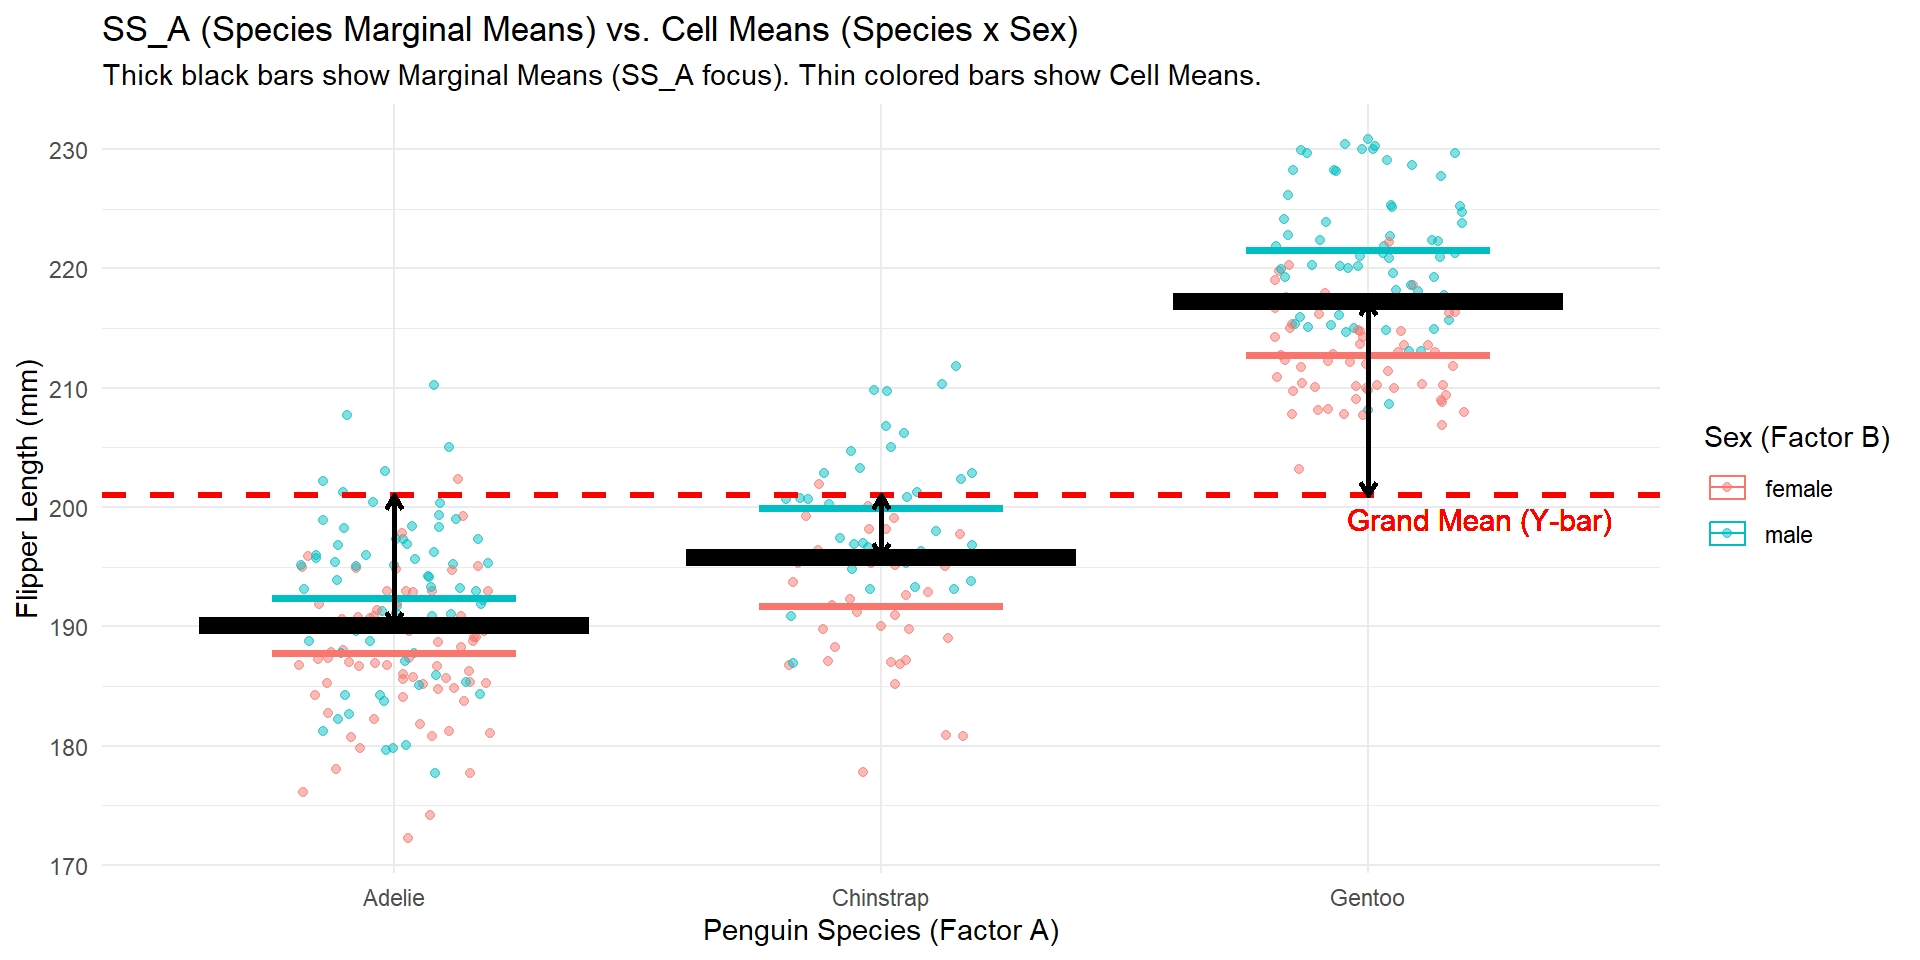 SS_A (Species Marginal Means) vs. Cell Means (Species x Sex)
Thick black bars show Marginal Means (SS_A focus). Thin colored bars show Cell Means.
Flipper Length (mm)
230
220
210
200
190
180
170
Grand Mean (Y-bar)
Adelie
Chinstrap
Gentoo
Penguin Species (Factor A)
Sex (Factor B)
female
male